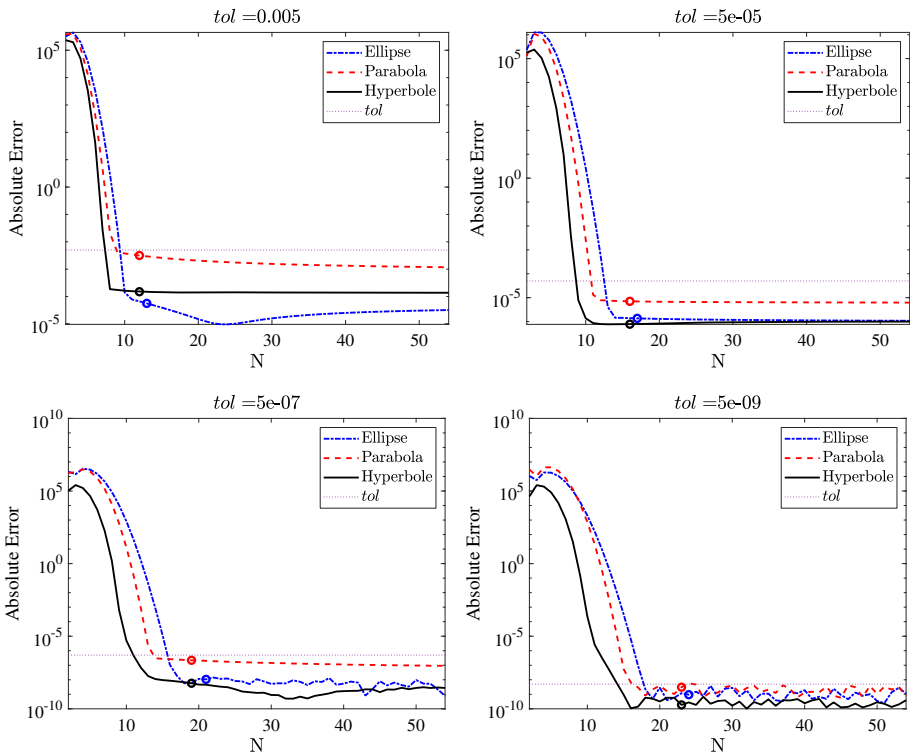 tol =0.005
Absolute Error
10^5
10^0
10^-5
10
20
30
40
50
N
Ellipse
Parabola
Hyperbole
tol
tol =5e-05
Absolute Error
10^5
10^0
10^-5
10
20
30
40
50
N
Ellipse
Parabola
Hyperbole
tol
tol =5e-07
Absolute Error
10^10
10^5
10^0
10^-5
10^-10
10
20
30
40
50
N
Ellipse
Parabola
Hyperbole
tol
tol =5e-09
Absolute Error
10^10
10^5
10^0
10^-5
10^-10
10
20
30
40
50
N
Ellipse
Parabola
Hyperbole
tol